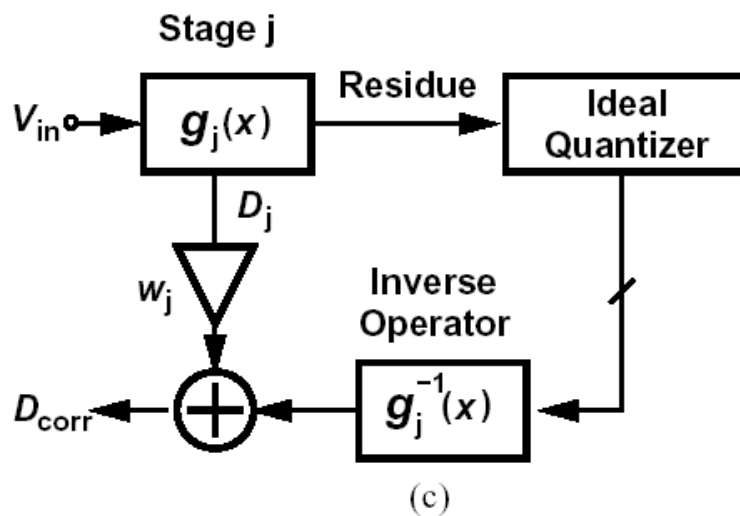 Stage j
V_in
g_j(x)
Residue
Ideal
Quantizer
D_j
w_j
Inverse
Operator
D_corr
g_j^{-1}(x)
(c)